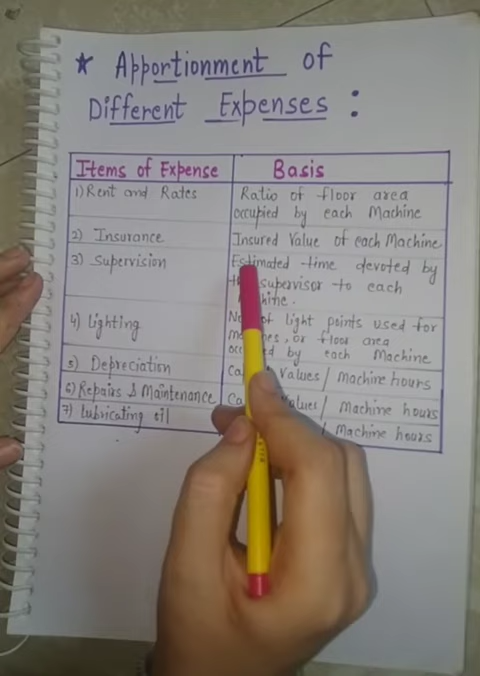 * Apportionment of
Different Expenses :
Items of Expense Basis
1) Rent and Rates Ratio of floor area
occupied by each Machine
2) Insurance Insured Value of each Machine
3) Supervision Estimated time devoted by
supervisor to each
4) Lighting of light points used for
or floor area
by each Machine
5) Depreciation Values / Machine hours
6) Repairs & Maintenance Values / Machine hours
7) Lubricating oil / Machine hours